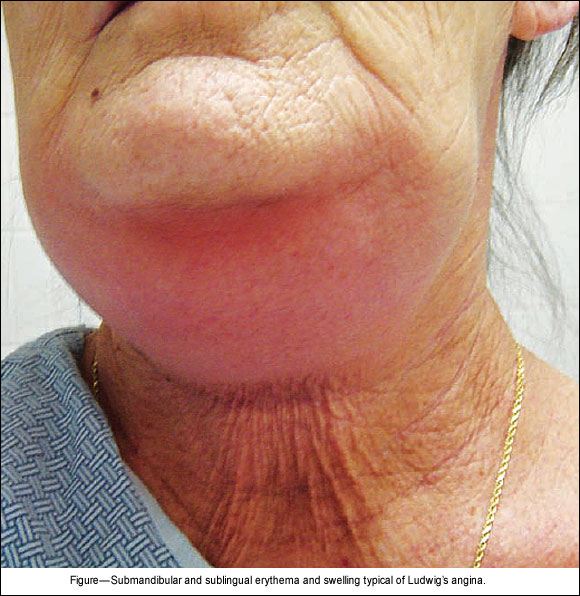 Figure—Submandibular and sublingual erythema and swelling typical of Ludwig's angina.